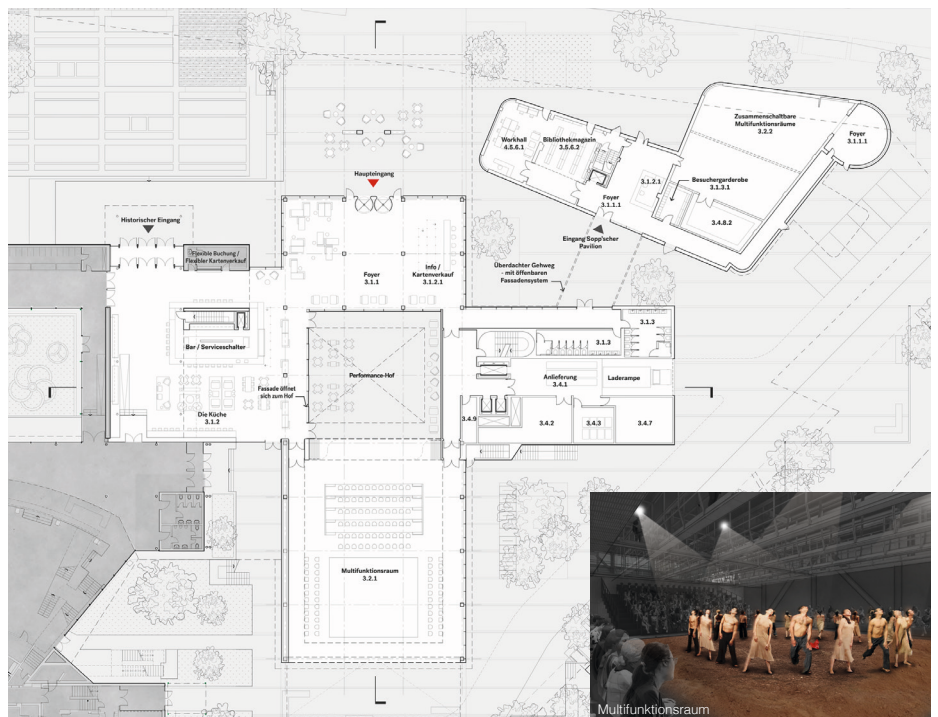 Workhall
4.5.6.1
Bibliothekmagazin
3.5.6.2
Zusammenschaltbare
Multifunktionsräume
3.2.2
Foyer
3.1.1.1
Haupteingang
Besuchergarderobe
3.1.3.1
3.1.2.1
Foyer
3.1.1.1
3.4.8.2
Historischer Eingang
Eingang Sopp'scher
Pavilion
Flexible Buchung /
Flexibler Kartenverkauf
Überdachter Gehweg
- mit öffenbaren
Fassadensystem
Foyer
3.1.1
Info /
Kartenverkauf
3.1.2.1
3.1.3
3.1.3
Bar / Serviceschalter
Performance-Hof
Anlieferung
3.4.1
Laderampe
Fassade öffnet
sich zum Hof
Die Küche
3.1.2
3.4.9
3.4.2
3.4.3
3.4.7
Multifunktionsraum
3.2.1
Multifunktionsraum